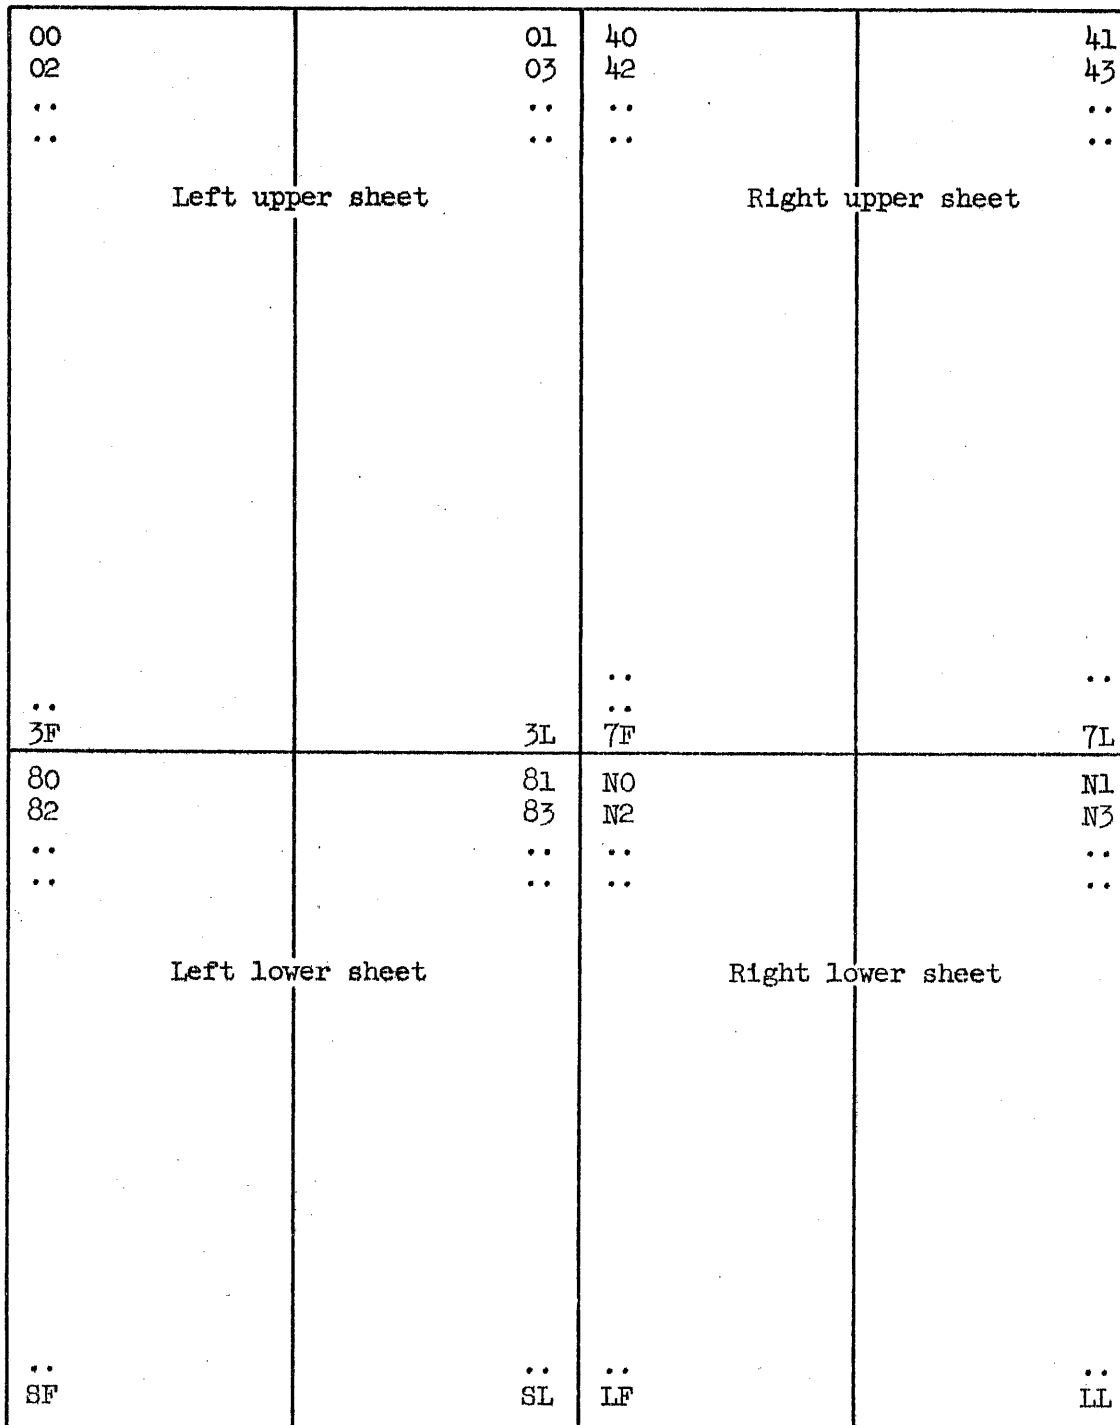 00 01 40 41
02 03 42 43
.. .. .. ..
.. .. .. ..
Left upper sheet Right upper sheet
.. ..
.. ..
3F 3L 7F 7L
80 81 N0 N1
82 83 N2 N3
.. .. .. ..
.. .. .. ..
Left lower sheet Right lower sheet
.. .. .. ..
SF SL LF LL